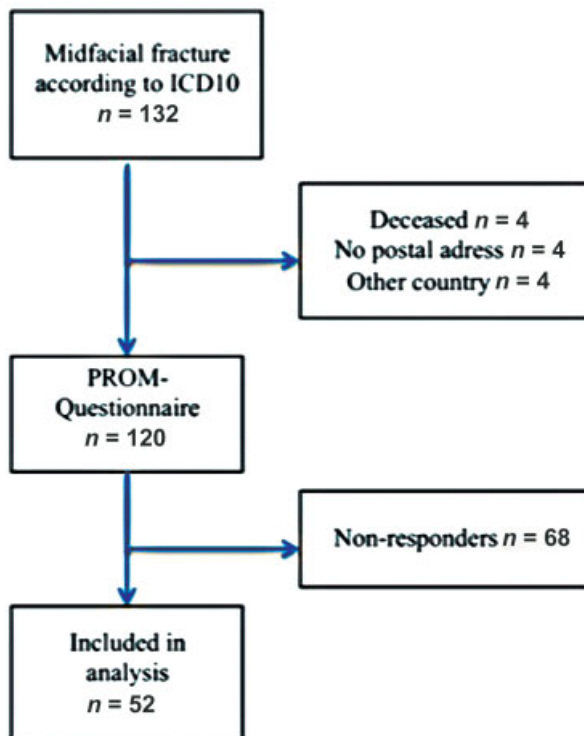 Midfacial fracture
according to ICD10
n = 132
Deceased n = 4
No postal adress n = 4
Other country n = 4
PROM-
Questionnaire
n = 120
Non-responders n = 68
Included in
analysis
n = 52